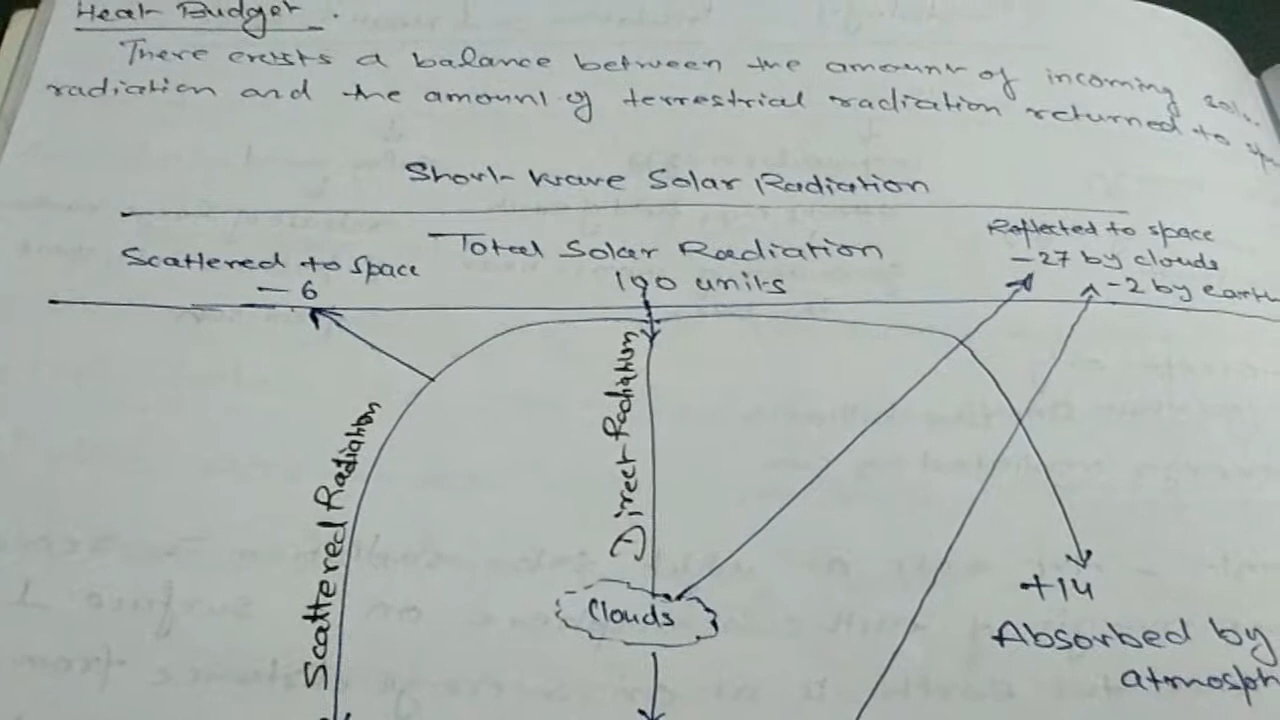 Heat Budget.
There exists a balance between the amount of incoming
radiation and the amount of terrestrial radiation returned to
Short-Wave Solar Radiation
Scattered to Space
-6
Total Solar Radiation
100 units
Reflected to space
-27 by clouds
-2 by earth
Scattered Radiation
Direct Radiation
Clouds
+14
Absorbed by
atmosph